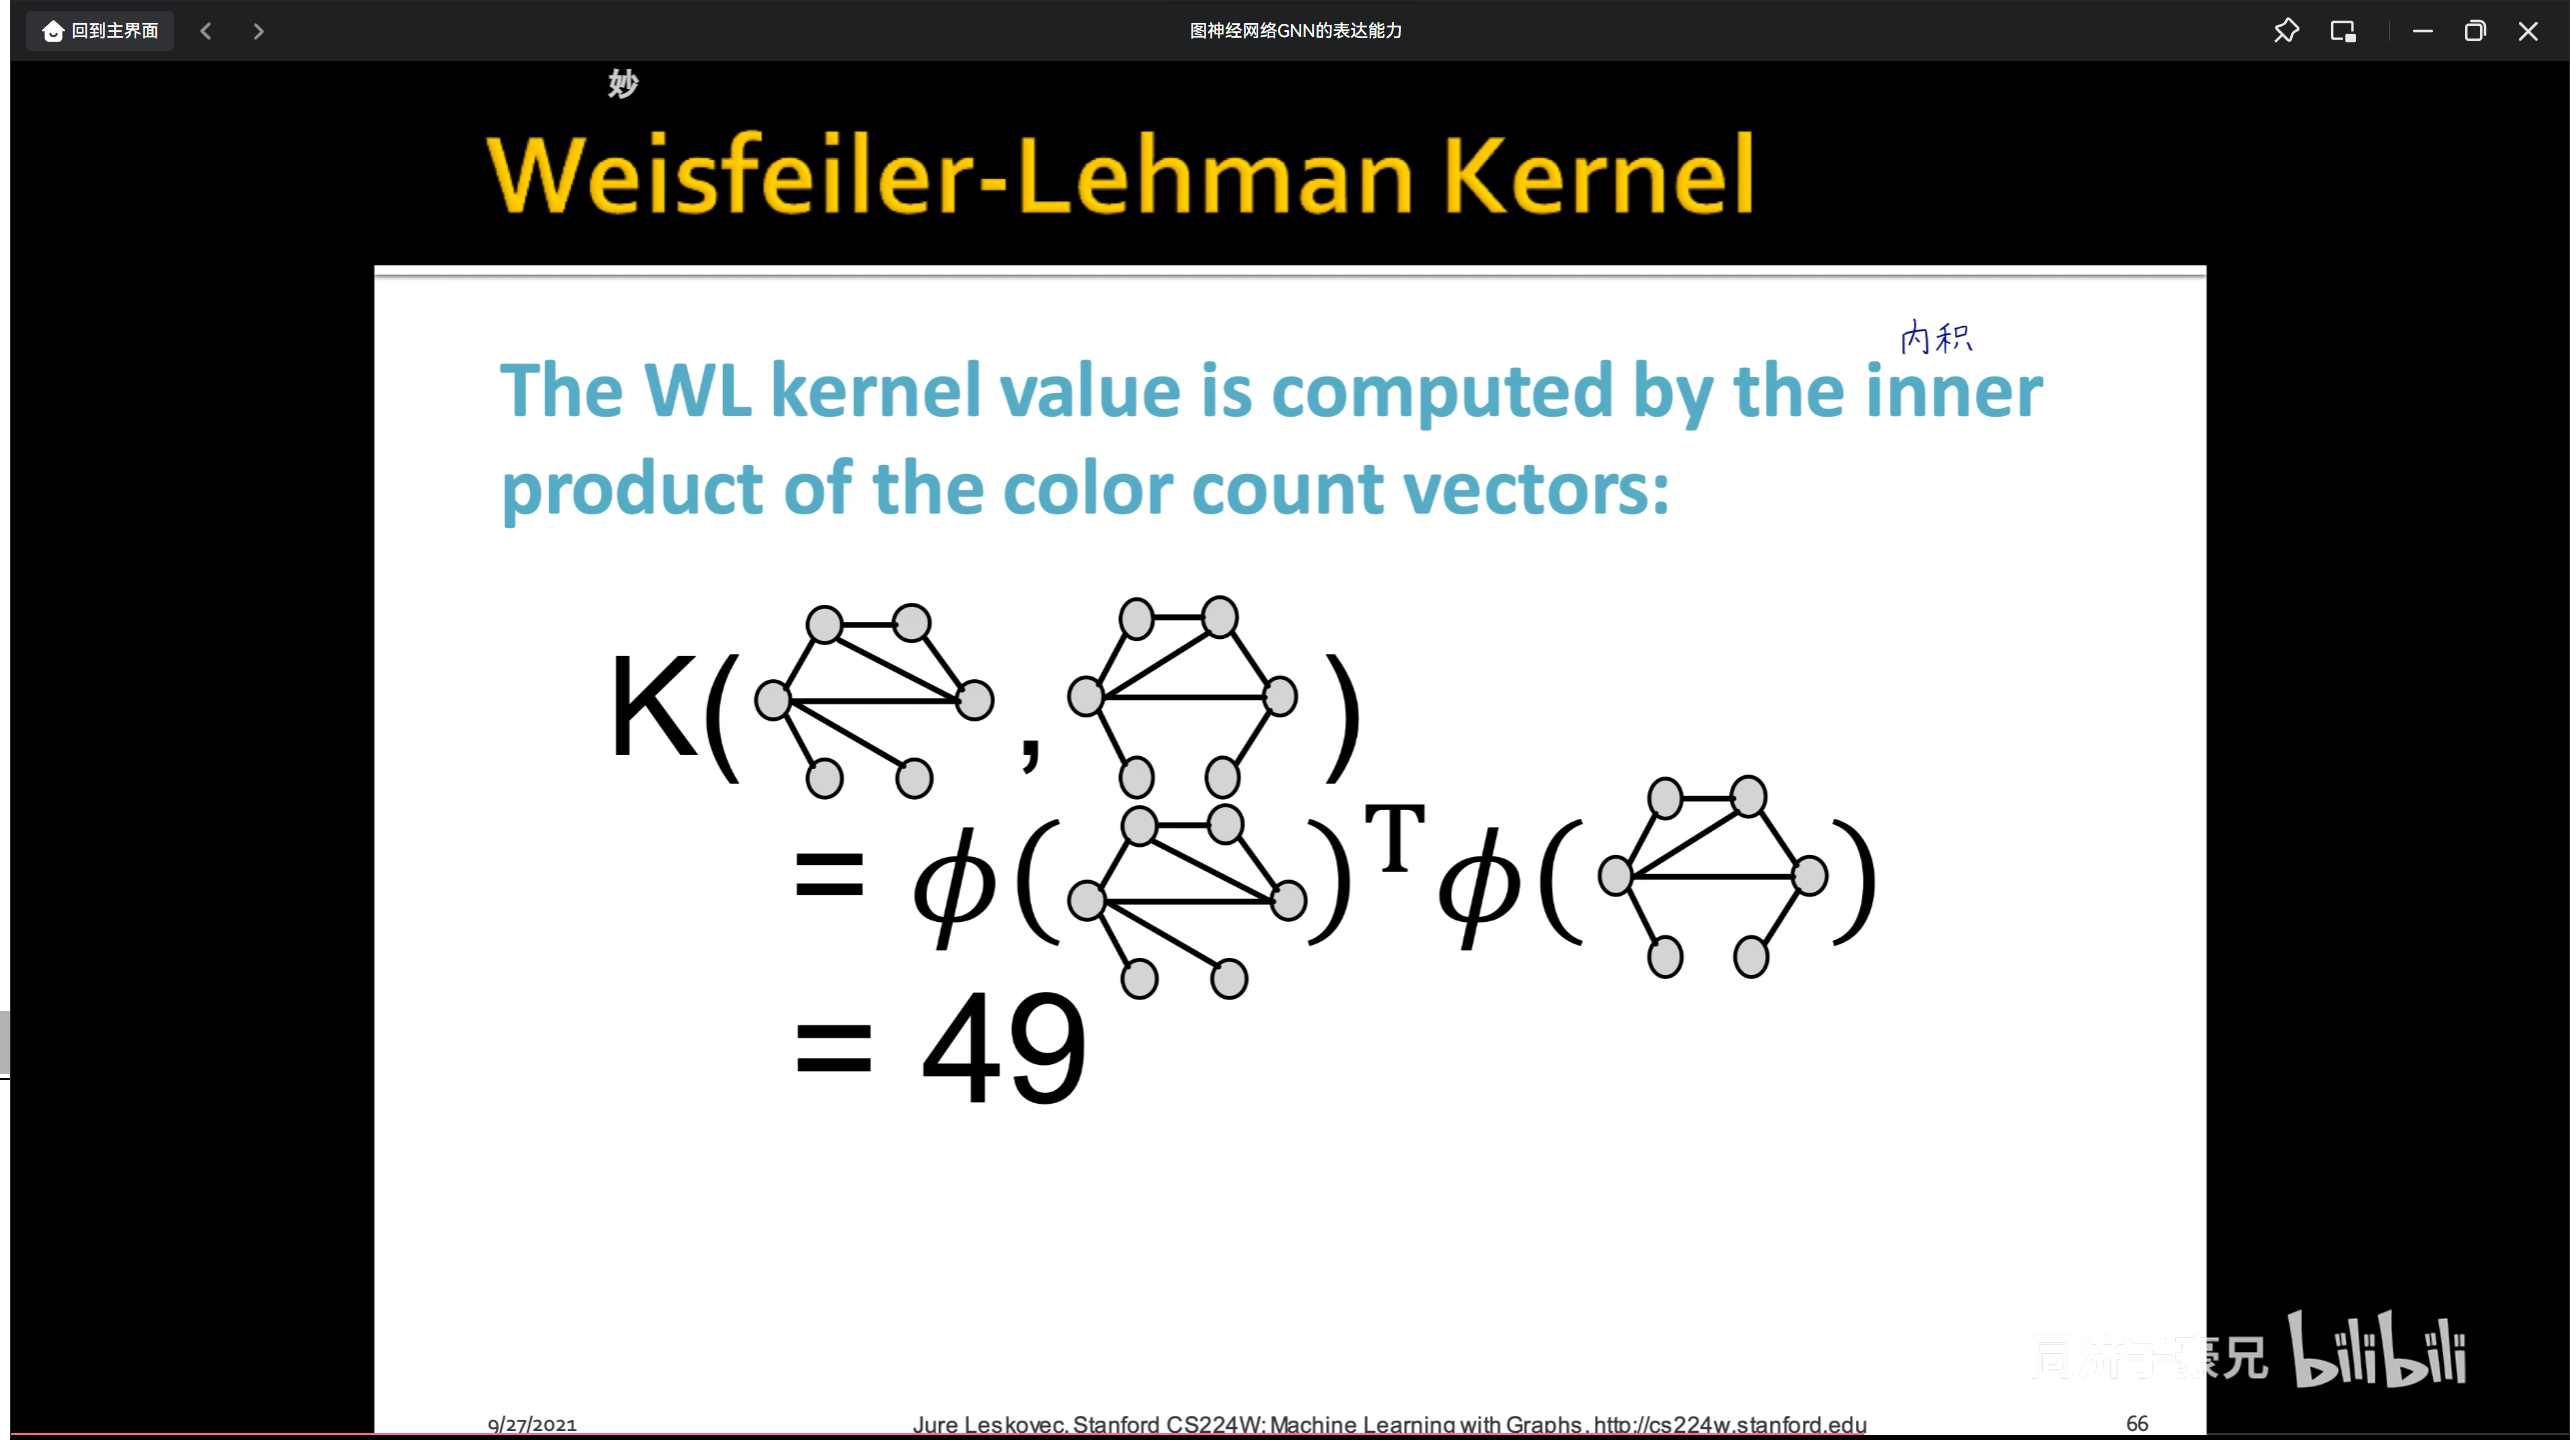 回到主界面
图神经网络GNN的表达能力
妙
Weisfeiler-Lehman Kernel
内积
The WL kernel value is computed by the inner
product of the color count vectors:
K( , )
= ϕ( )ᵀ ϕ( )
= 49
同济子豪兄 bilibili
9/27/2021
Jure Leskovec, Stanford CS224W: Machine Learning with Graphs, http://cs224w.stanford.edu
66